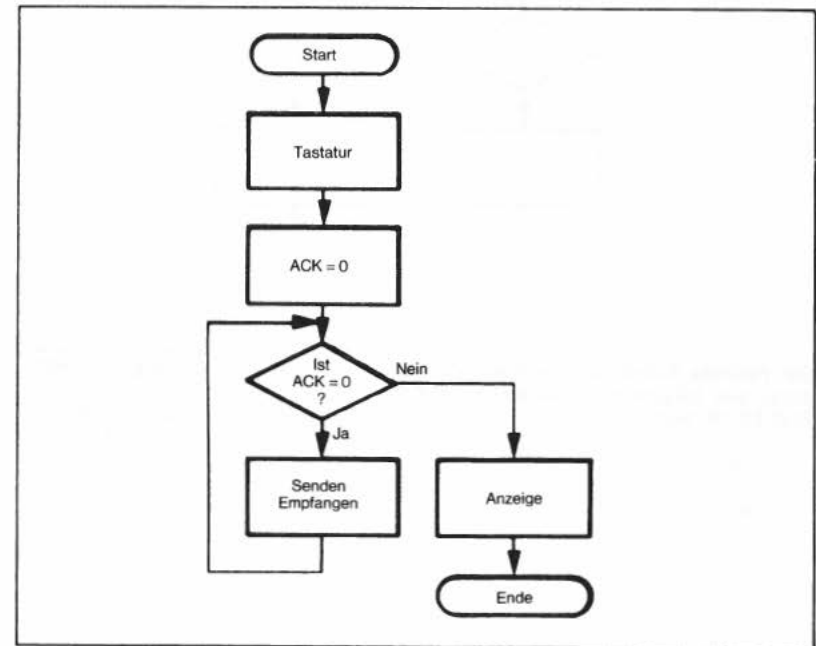 Start
Tastatur
ACK = 0
Ist
ACK = 0
?
Nein
Ja
Senden
Empfangen
Anzeige
Ende